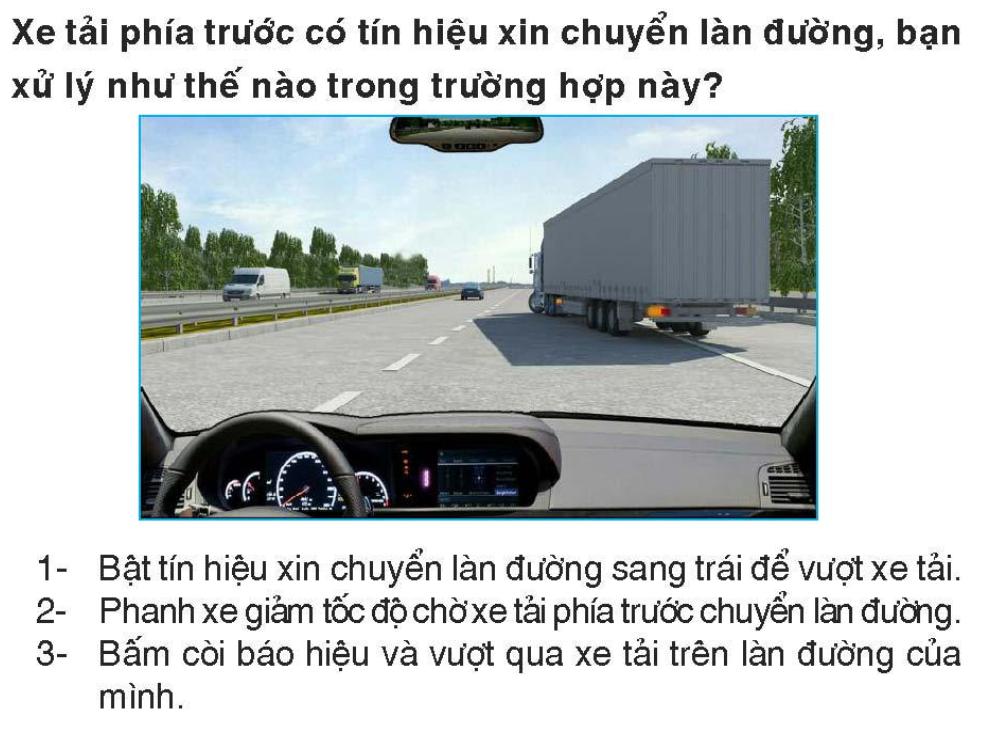 Xe tải phía trước có tín hiệu xin chuyển làn đường, bạn
xử lý như thế nào trong trường hợp này?
1- Bật tín hiệu xin chuyển làn đường sang trái để vượt xe tải.
2- Phanh xe giảm tốc độ chờ xe tải phía trước chuyển làn đường.
3- Bấm còi báo hiệu và vượt qua xe tải trên làn đường của
mình.